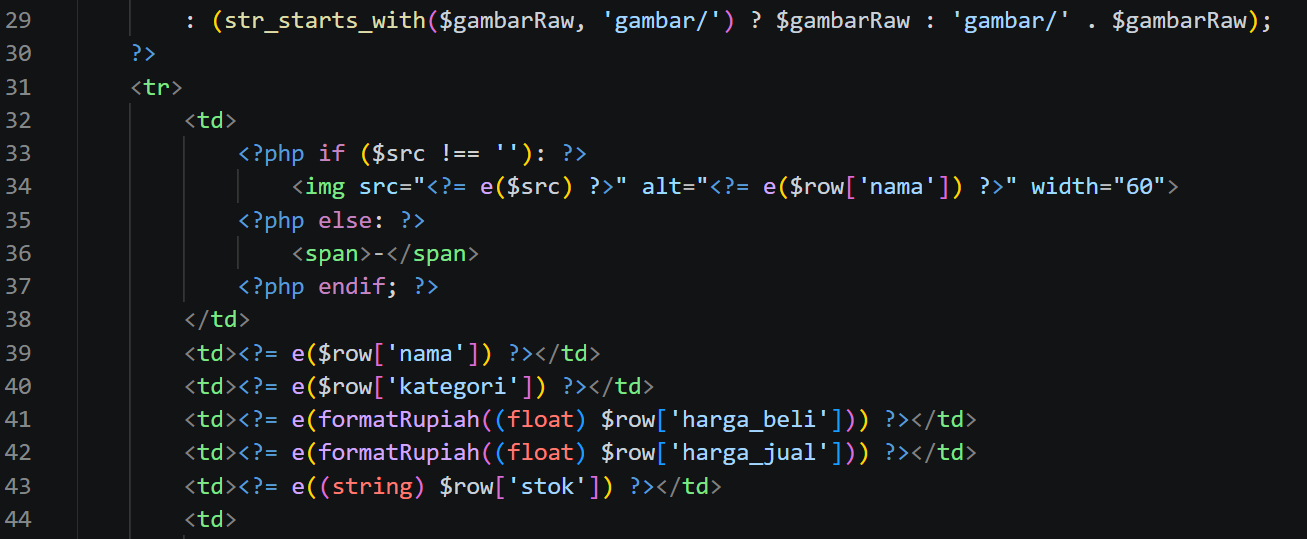 29 : (str_starts_with($gambarRaw, 'gambar/') ? $gambarRaw : 'gambar/' . $gambarRaw);
30 ?>
31 <tr>
32 <td>
33 <?php if ($src !== ''): ?>
34 <img src="<?= e($src) ?>" alt="<?= e($row['nama']) ?>" width="60">
35 <?php else: ?>
36 <span>-</span>
37 <?php endif; ?>
38 </td>
39 <td><?= e($row['nama']) ?></td>
40 <td><?= e($row['kategori']) ?></td>
41 <td><?= e(formatRupiah((float) $row['harga_beli'])) ?></td>
42 <td><?= e(formatRupiah((float) $row['harga_jual'])) ?></td>
43 <td><?= e((string) $row['stok']) ?></td>
44 <td>